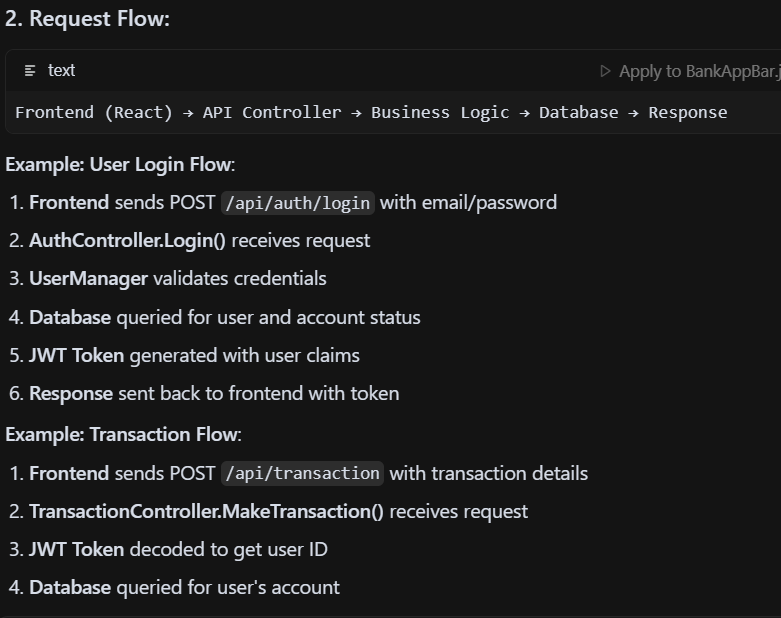 2. Request Flow:
text
Apply to BankAppBar.j
Frontend (React) → API Controller → Business Logic → Database → Response
Example: User Login Flow:
1. Frontend sends POST /api/auth/login with email/password
2. AuthController.Login() receives request
3. UserManager validates credentials
4. Database queried for user and account status
5. JWT Token generated with user claims
6. Response sent back to frontend with token
Example: Transaction Flow:
1. Frontend sends POST /api/transaction with transaction details
2. TransactionController.MakeTransaction() receives request
3. JWT Token decoded to get user ID
4. Database queried for user's account